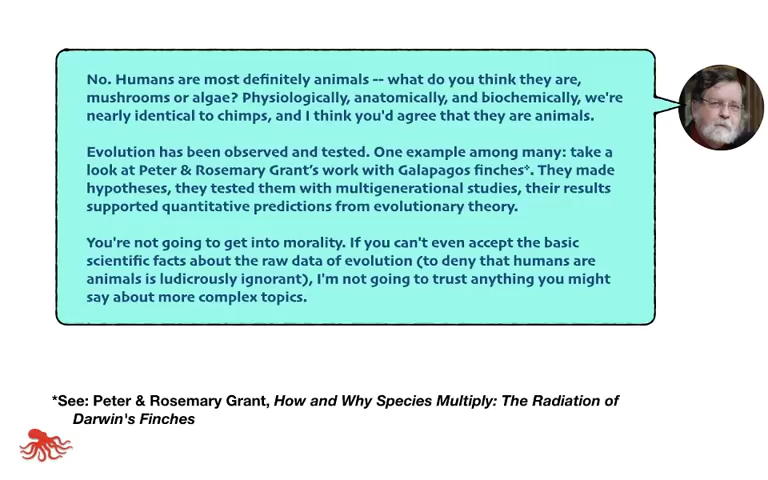 No. Humans are most definitely animals -- what do you think they are,
mushrooms or algae? Physiologically, anatomically, and biochemically, we're
nearly identical to chimps, and I think you'd agree that they are animals.
Evolution has been observed and tested. One example among many: take a
look at Peter & Rosemary Grant’s work with Galapagos finches*. They made
hypotheses, they tested them with multigenerational studies, their results
supported quantitative predictions from evolutionary theory.
You're not going to get into morality. If you can't even accept the basic
scientific facts about the raw data of evolution (to deny that humans are
animals is ludicrously ignorant), I'm not going to trust anything you might
say about more complex topics.
*See: Peter & Rosemary Grant, How and Why Species Multiply: The Radiation of
Darwin's Finches